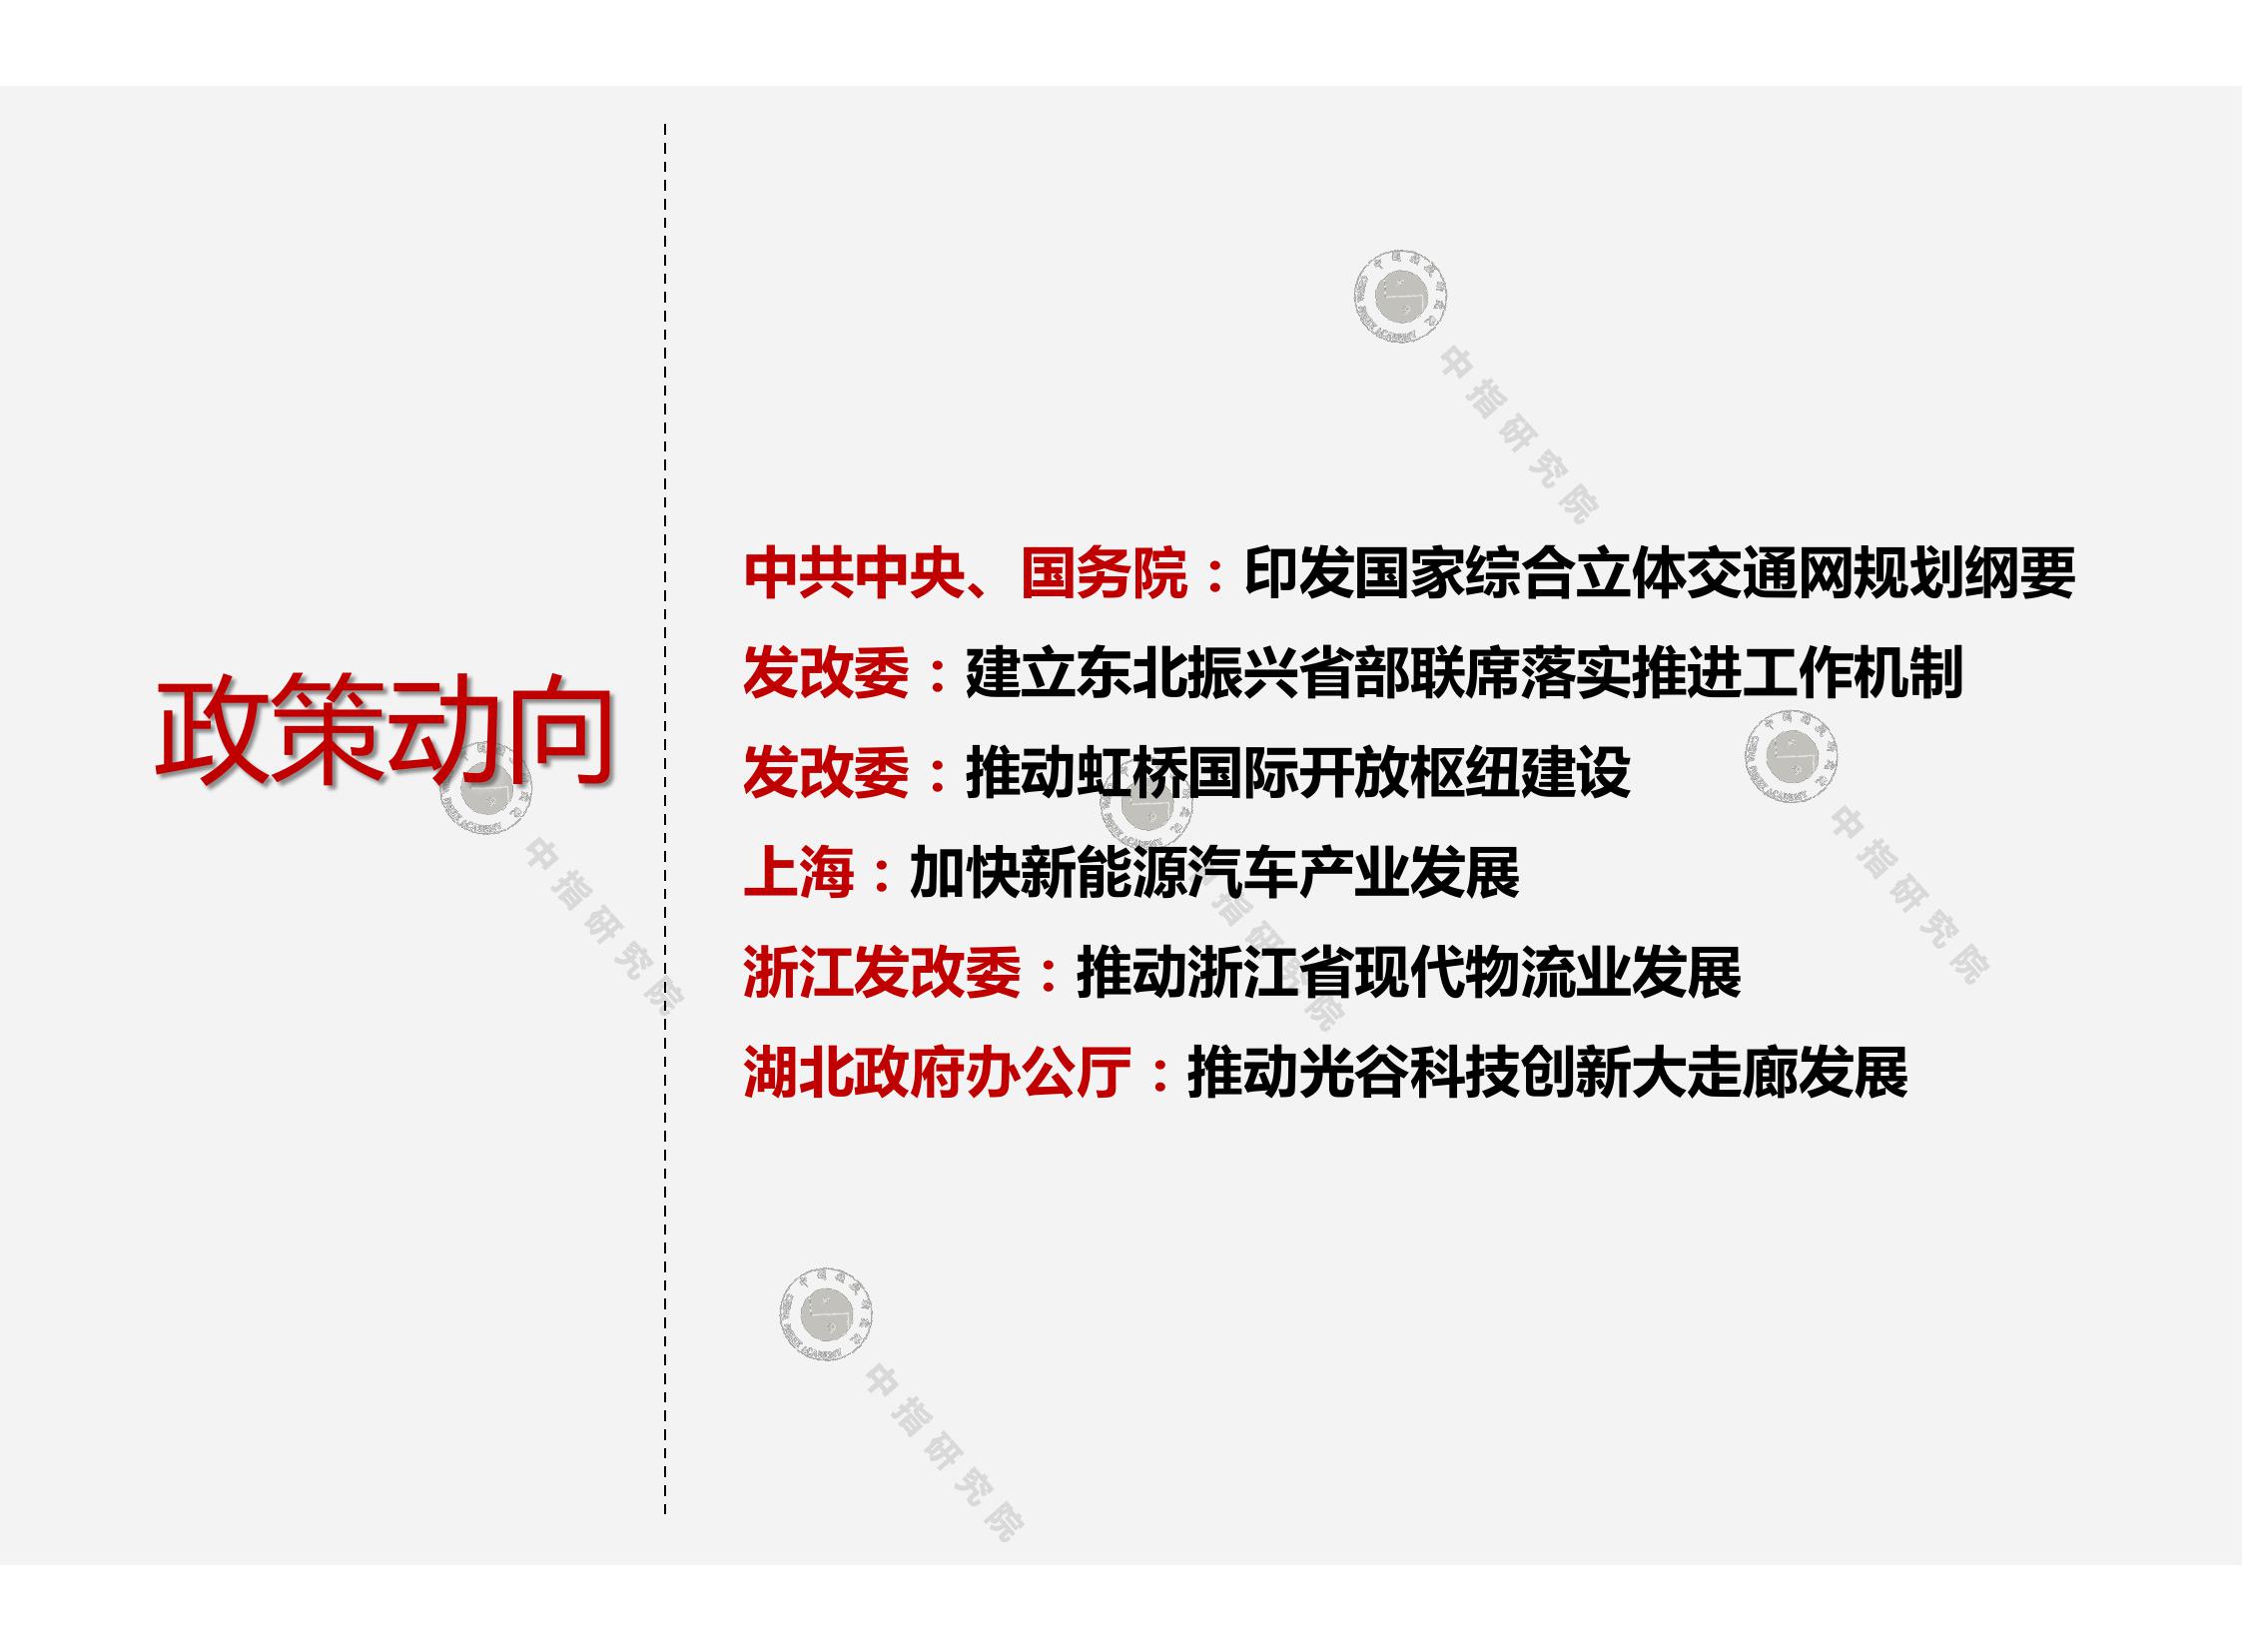 政策动向
中共中央、国务院：印发国家综合立体交通网规划纲要
发改委：建立东北振兴省部联席落实推进工作机制
发改委：推动虹桥国际开放枢纽建设
上海：加快新能源汽车产业发展
浙江发改委：推动浙江省现代物流业发展
湖北政府办公厅：推动光谷科技创新大走廊发展
中指研究院
中指研究院
中指研究院
指研究院
中指研究院